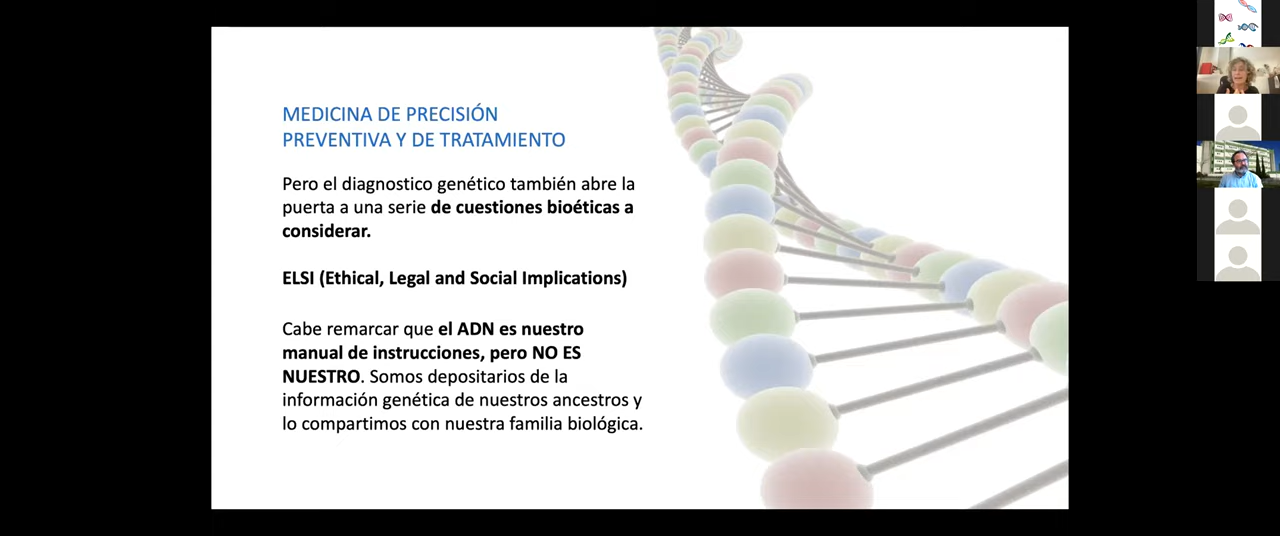 MEDICINA DE PRECISIÓN
PREVENTIVA Y DE TRATAMIENTO
Pero el diagnostico genético también abre la
puerta a una serie de cuestiones bioéticas a
considerar.
ELSI (Ethical, Legal and Social Implications)
Cabe remarcar que el ADN es nuestro
manual de instrucciones, pero NO ES
NUESTRO. Somos depositarios de la
información genética de nuestros ancestros y
lo compartimos con nuestra familia biológica.